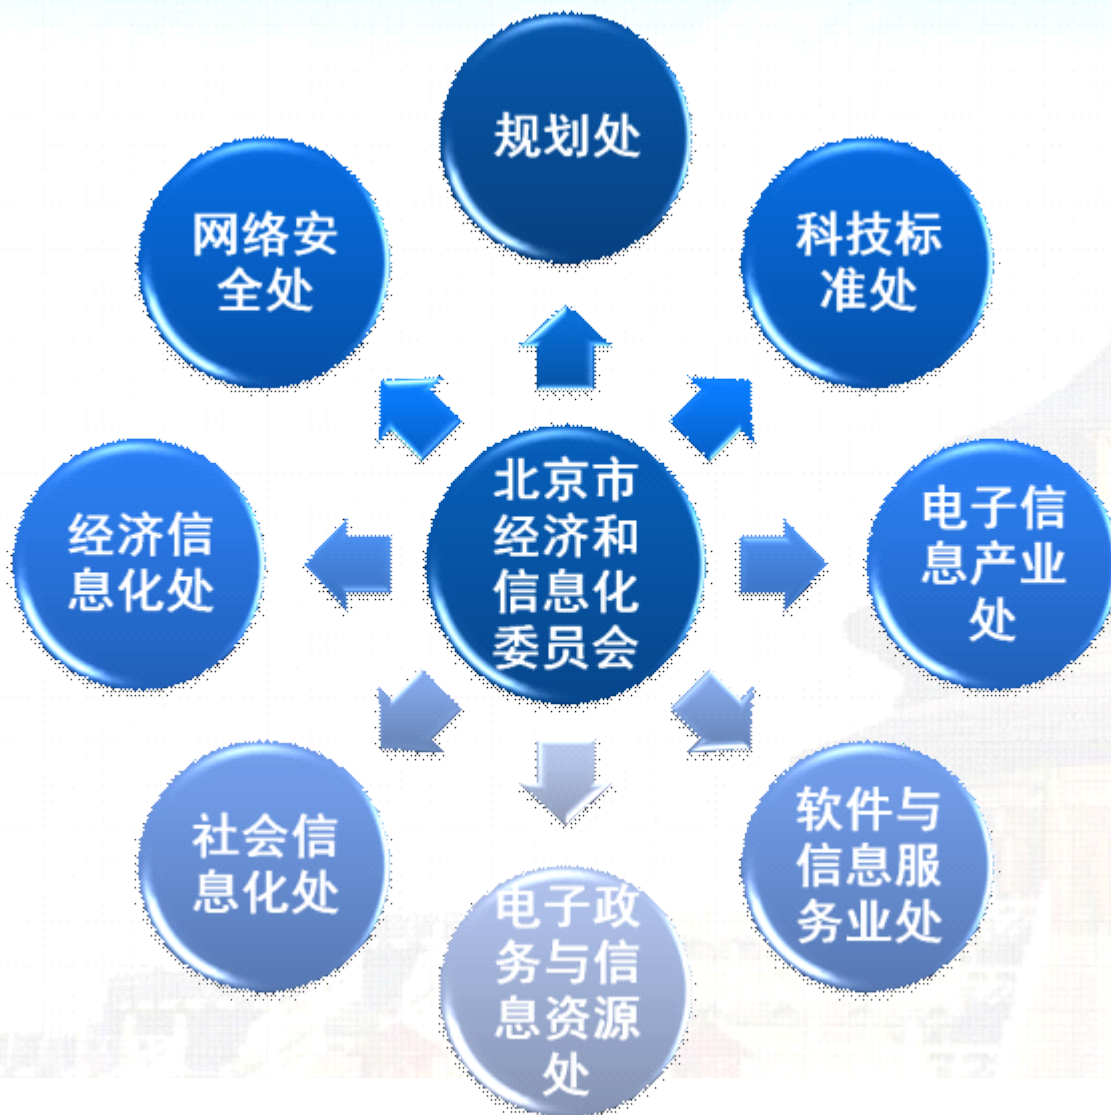 规划处
网络安
全处
科技标
准处
经济信
息化处
北京市
经济和
信息化
委员会
电子信
息产业
处
社会信
息化处
软件与
信息服
务业处
电子政
务与信
息资源
处